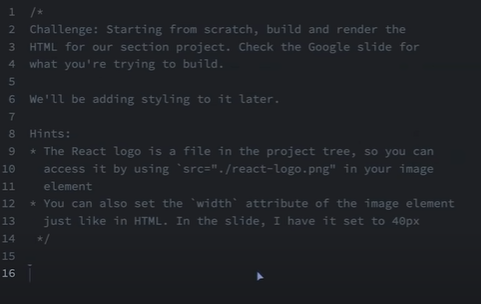 1 /*
2 Challenge: Starting from scratch, build and render the
3 HTML for our section project. Check the Google slide for
4 what you're trying to build.
5
6 We'll be adding styling to it later.
7
8 Hints:
9 * The React logo is a file in the project tree, so you can
10 access it by using `src="./react-logo.png" in your image
11 element
12 * You can also set the `width` attribute of the image element
13 just like in HTML. In the slide, I have it set to 40px
14 */
15
16